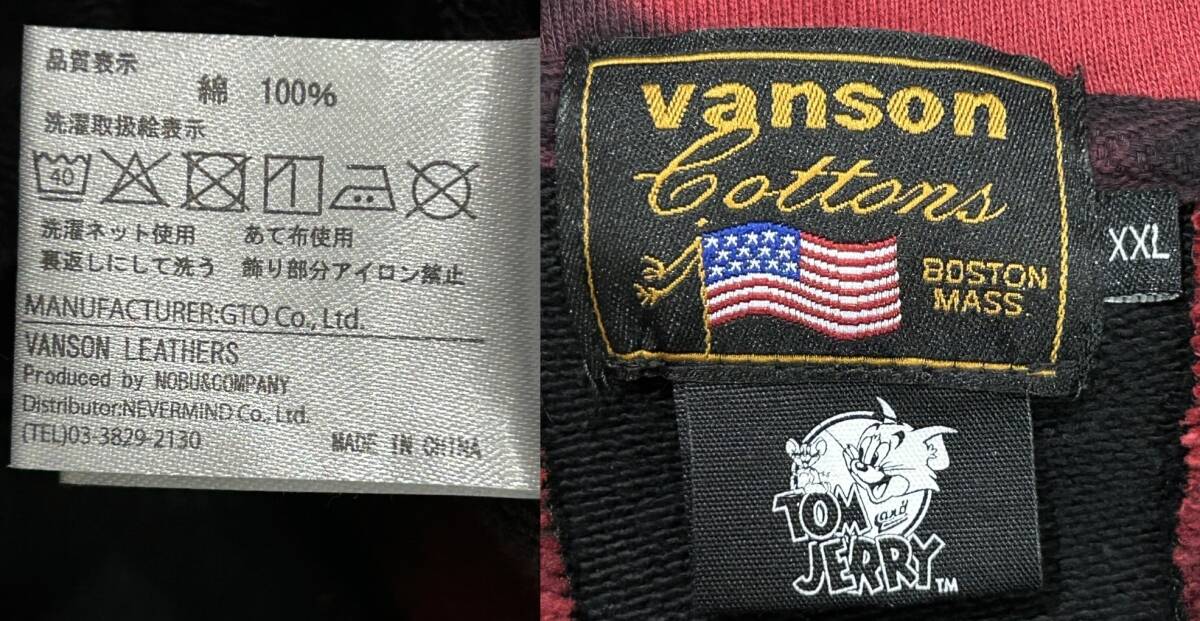 品質表示
綿 100%
洗濯取扱絵表示
40
洗濯ネット使用 あて布使用
裏返しにして洗う 飾り部分アイロン禁止
MANUFACTURER:GTO Co., Ltd.
VANSON LEATHERS
Produced by NOBU&COMPANY
Distributor:NEVERMIND Co., Ltd.
(TEL)03-3829-2130 MADE IN CHINA
vanson
Cottons
BOSTON
MASS.
XXL
TOM
and
JERRY TM